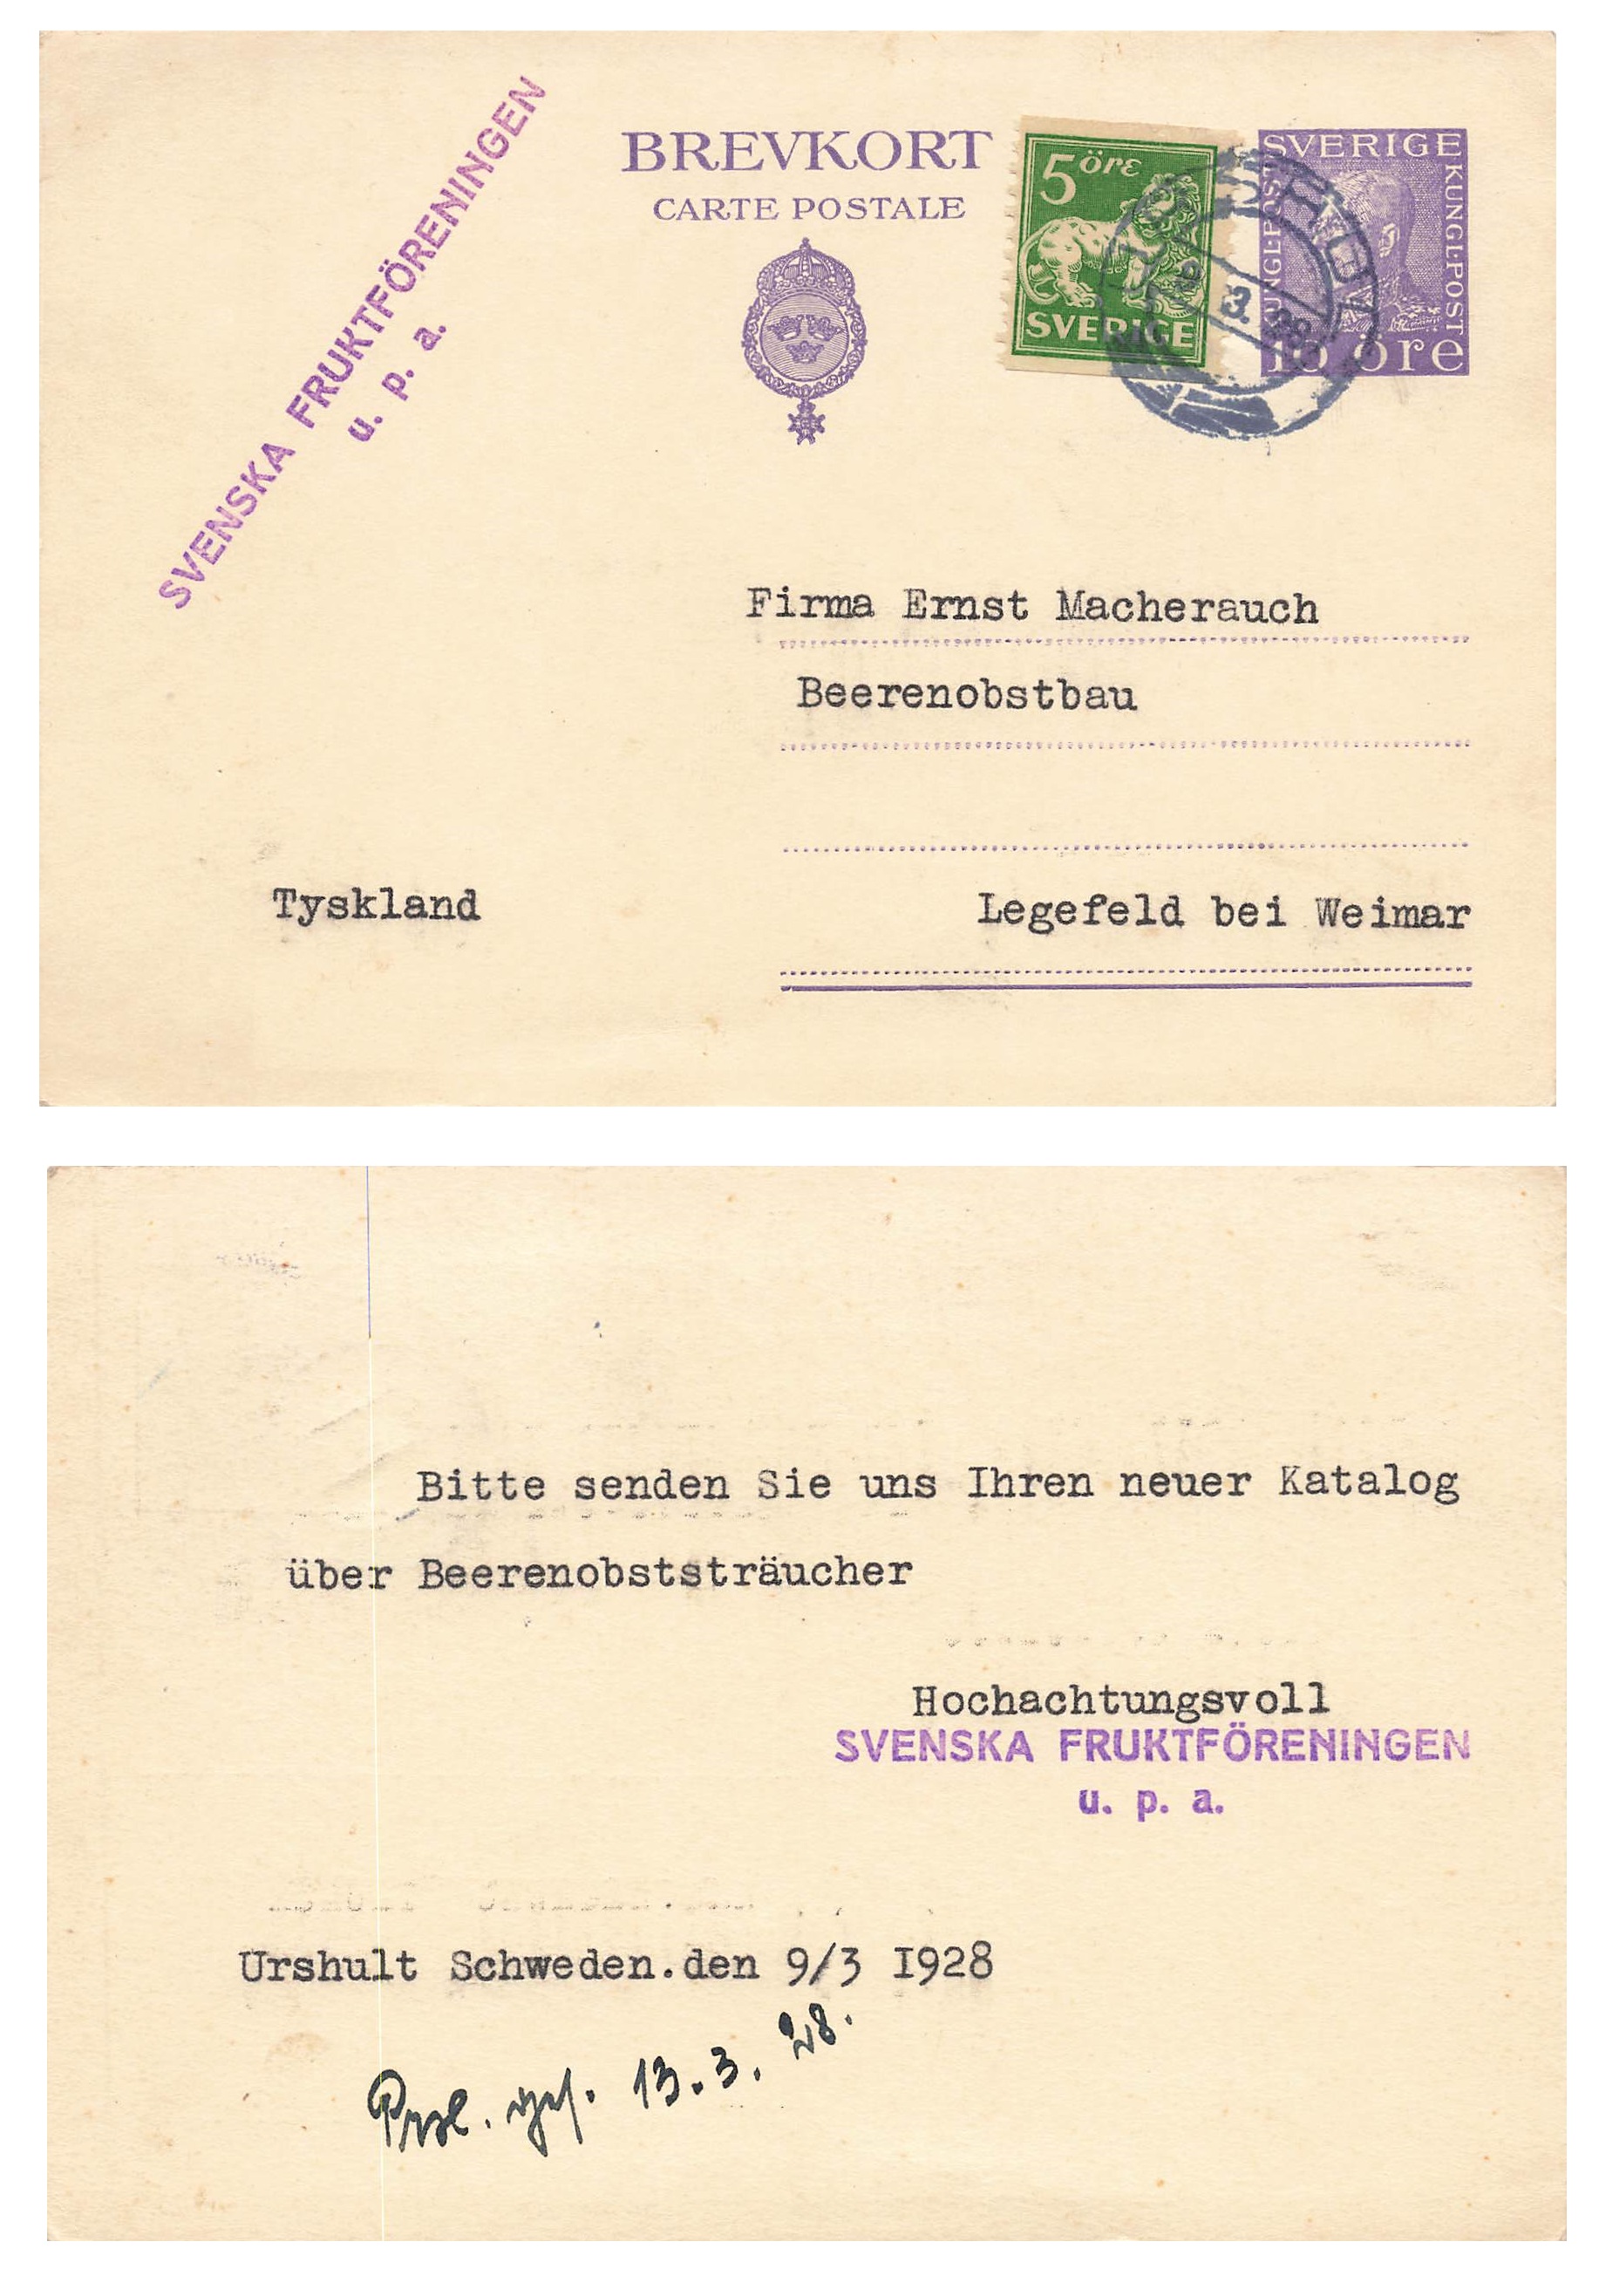 SVENSKA FRUKTFÖRENINGEN
u. p. a.
BREVKORT
CARTE POSTALE
5 öre
SVERIGE
SVERIGE
KUNGL. POST
KUNGL. POST
15 öre
Firma Ernst Macherauch
Beerenobstbau
Tyskland
Legefeld bei Weimar
Bitte senden Sie uns Ihren neuer Katalog
über Beerenobststräucher
Hochachtungsvoll
SVENSKA FRUKTFÖRENINGEN
u. p. a.
Urshult Schweden.den 9/3 I928
13.3.28.